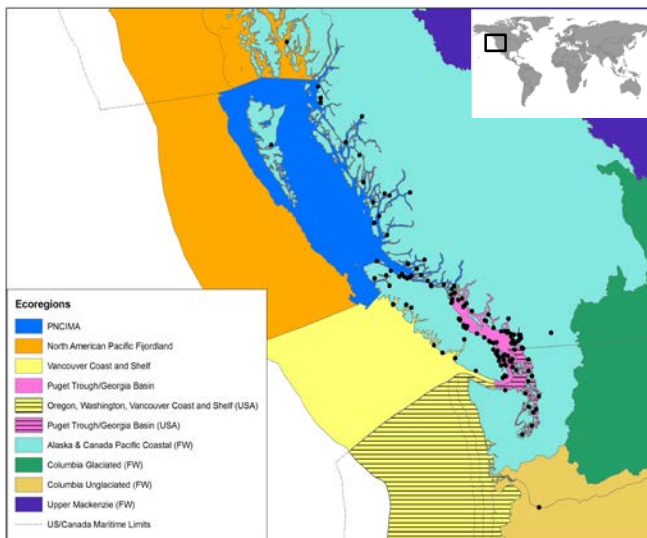 Ecoregions
PNCIMA
North American Pacific Fijordland
Vancouver Coast and Shelf
Puget Trough/Georgia Basin
Oregon, Washington, Vancouver Coast and Shelf (USA)
Puget Trough/Georgia Basin (USA)
Alaska & Canada Pacific Coastal (FW)
Columbia Glaciated (FW)
Columbia Unglaciated (FW)
Upper Mackenzie (FW)
US/Canada Maritime Limits